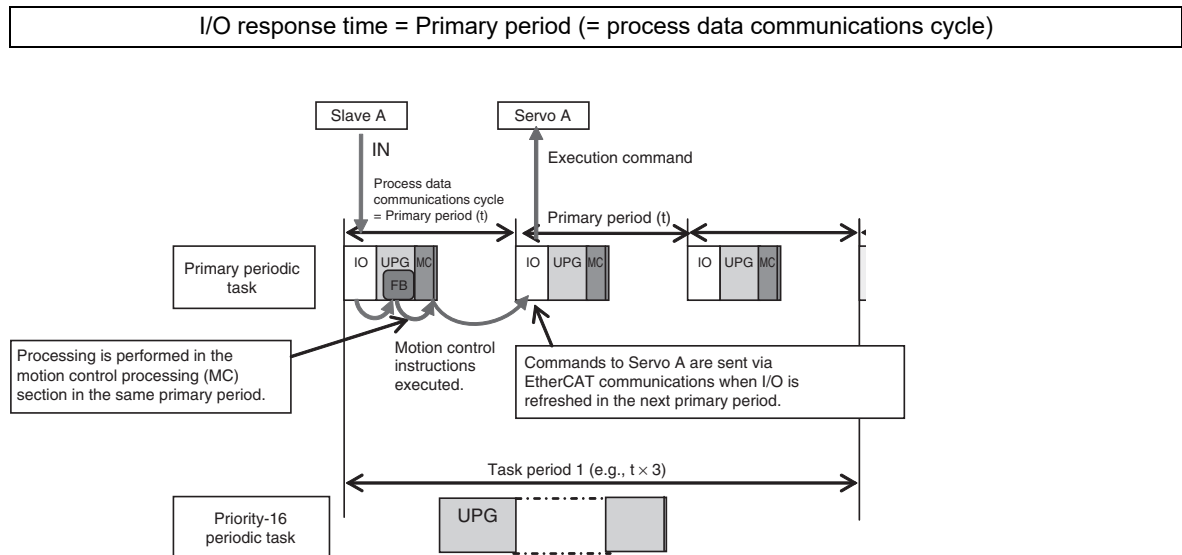 I/O response time = Primary period (= process data communications cycle)
Slave A
Servo A
IN
Execution command
Process data
communications cycle
= Primary period (t)
Primary period (t)
Primary periodic
task
IO
UPG
MC
FB
IO
UPG
MC
IO
UPG
MC
Processing is performed in the
motion control processing (MC)
section in the same primary period.
Motion control
instructions
executed.
Commands to Servo A are sent via
EtherCAT communications when I/O is
refreshed in the next primary period.
Task period 1 (e.g., t × 3)
Priority-16
periodic task
UPG